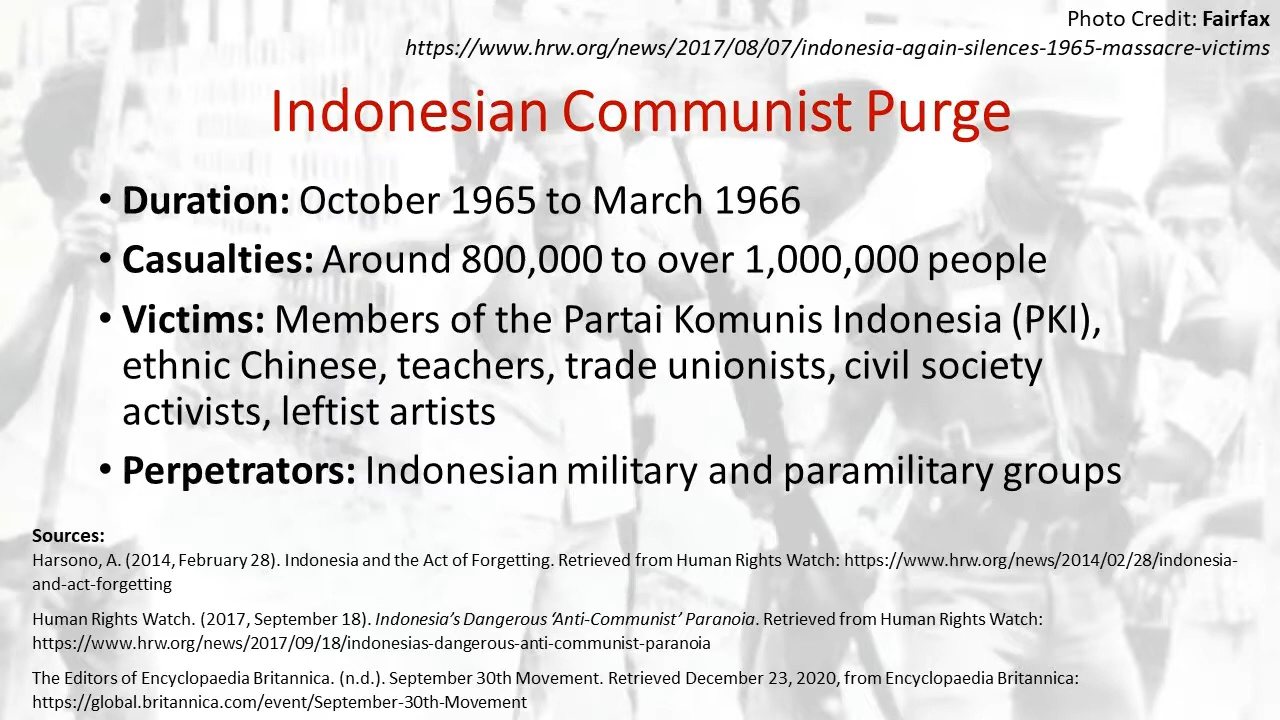 Photo Credit: Fairfax
https://www.hrw.org/news/2017/08/07/indonesia-again-silences-1965-massacre-victims
Indonesian Communist Purge
• Duration: October 1965 to March 1966
• Casualties: Around 800,000 to over 1,000,000 people
• Victims: Members of the Partai Komunis Indonesia (PKI),
ethnic Chinese, teachers, trade unionists, civil society
activists, leftist artists
• Perpetrators: Indonesian military and paramilitary groups
Sources:
Harsono, A. (2014, February 28). Indonesia and the Act of Forgetting. Retrieved from Human Rights Watch: https://www.hrw.org/news/2014/02/28/indonesia-
and-act-forgetting
Human Rights Watch. (2017, September 18). Indonesia’s Dangerous ‘Anti-Communist’ Paranoia. Retrieved from Human Rights Watch:
https://www.hrw.org/news/2017/09/18/indonesias-dangerous-anti-communist-paranoia
The Editors of Encyclopaedia Britannica. (n.d.). September 30th Movement. Retrieved December 23, 2020, from Encyclopaedia Britannica:
https://global.britannica.com/event/September-30th-Movement